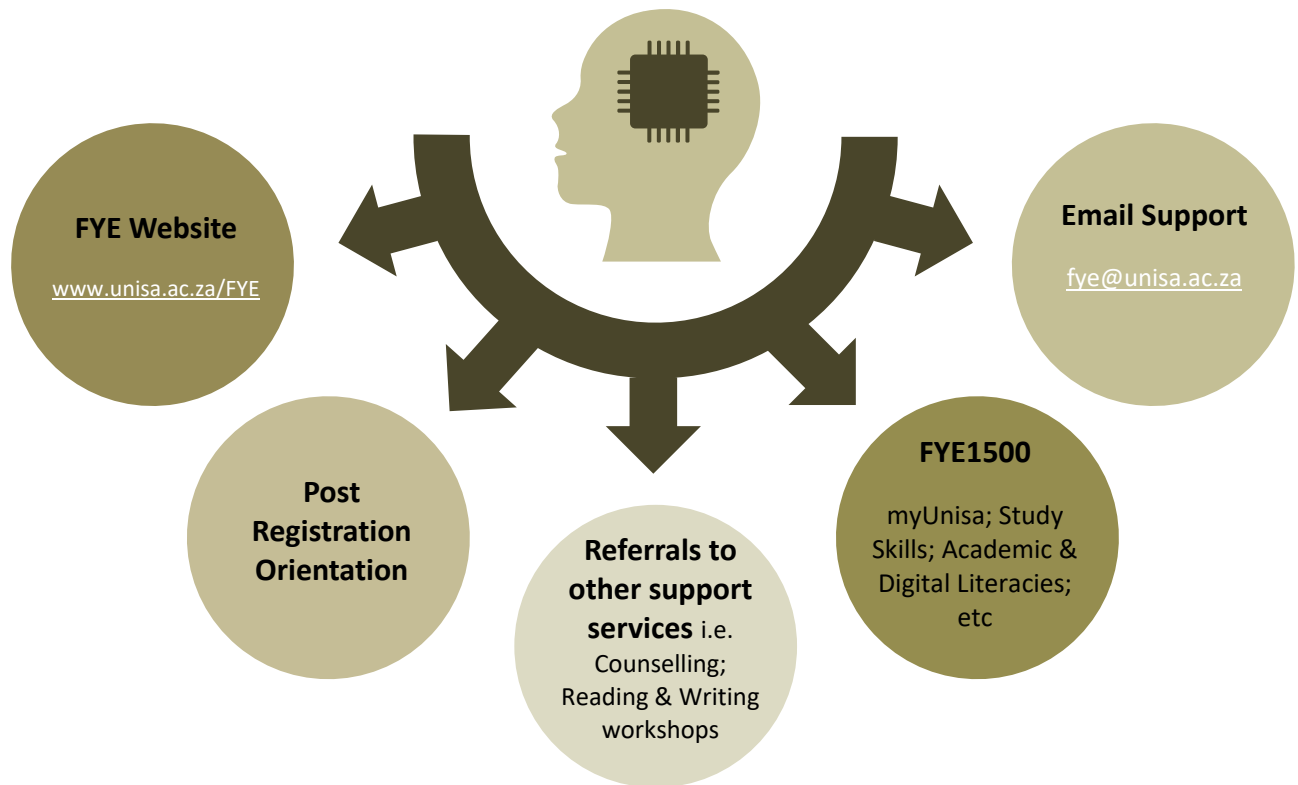 FYE Website
www.unisa.ac.za/FYE
Post
Registration
Orientation
Referrals to
other support
services i.e.
Counselling;
Reading & Writing
workshops
FYE1500
myUnisa; Study
Skills; Academic &
Digital Literacies;
etc
Email Support
fye@unisa.ac.za